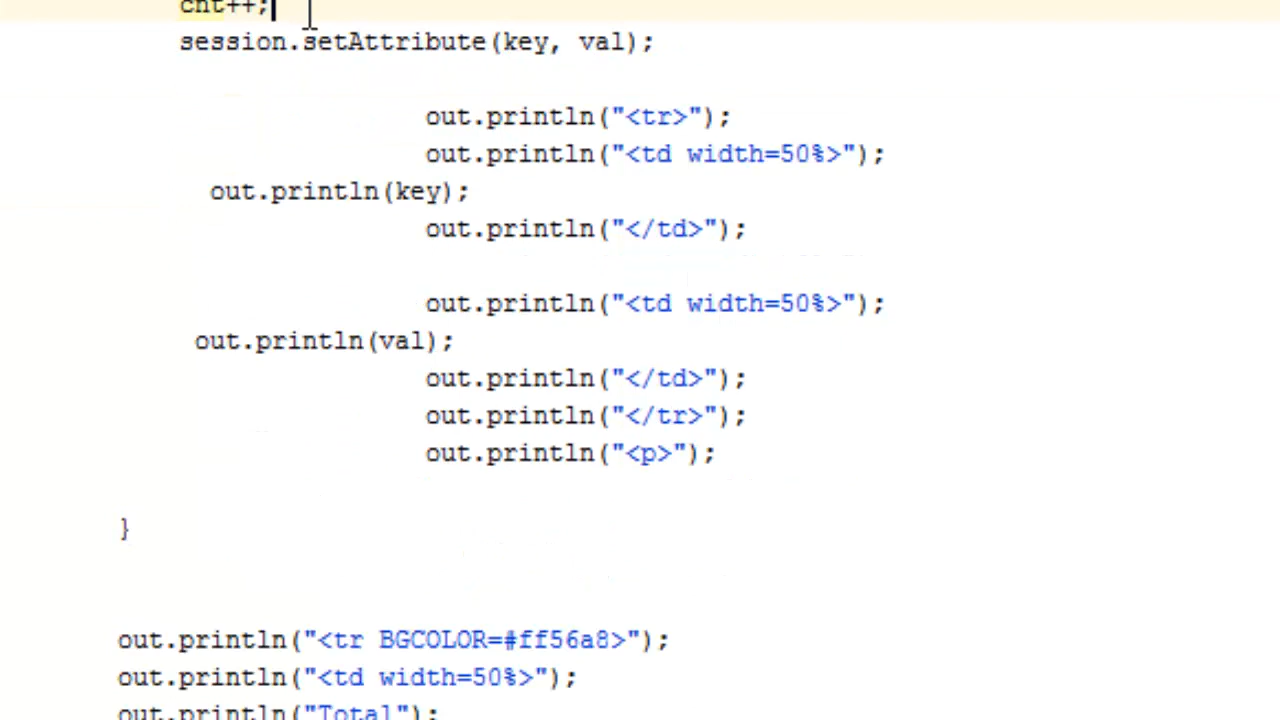 cnt++;
session.setAttribute(key, val);
out.println("<tr>");
out.println("<td width=50%>");
out.println(key);
out.println("</td>");
out.println("<td width=50%>");
out.println(val);
out.println("</td>");
out.println("</tr>");
out.println("<p>");
}
out.println("<tr BGCOLOR=#ff56a8>");
out.println("<td width=50%>");
out.println("Total");